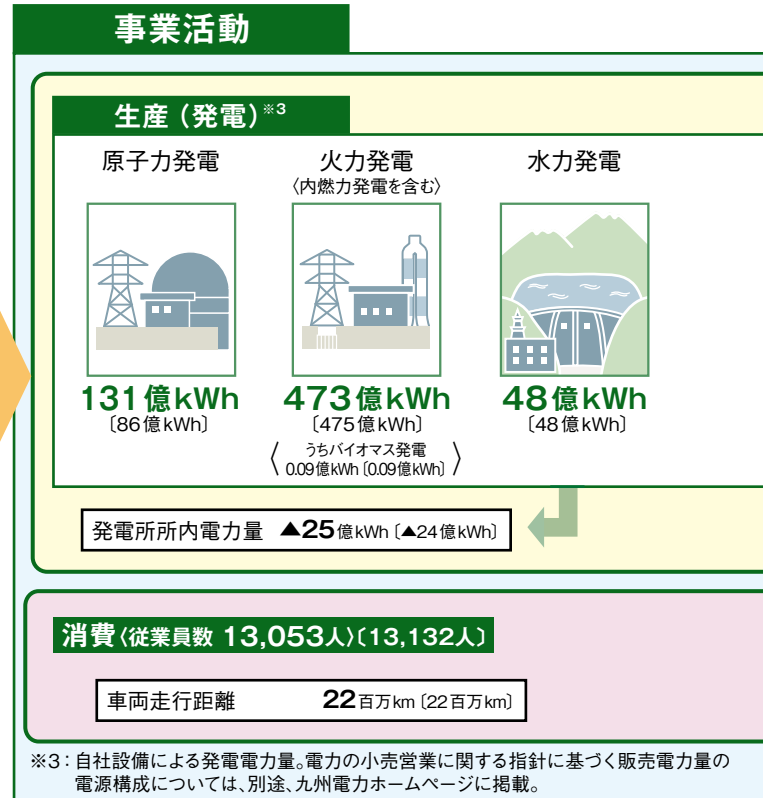 事業活動
生産（発電）※3
原子力発電
火力発電
〈内燃力発電を含む〉
水力発電
131億kWh
〔86億kWh〕
473億kWh
〔475億kWh〕
うちバイオマス発電
〈0.09億kWh〔0.09億kWh〕〉
48億kWh
〔48億kWh〕
発電所所内電力量 ▲25億kWh〔▲24億kWh〕
消費〈従業員数 13,053人〉〔13,132人〕
車両走行距離 22百万km〔22百万km〕
※3：自社設備による発電電力量。電力の小売営業に関する指針に基づく販売電力量の
電源構成については、別途、九州電力ホームページに掲載。